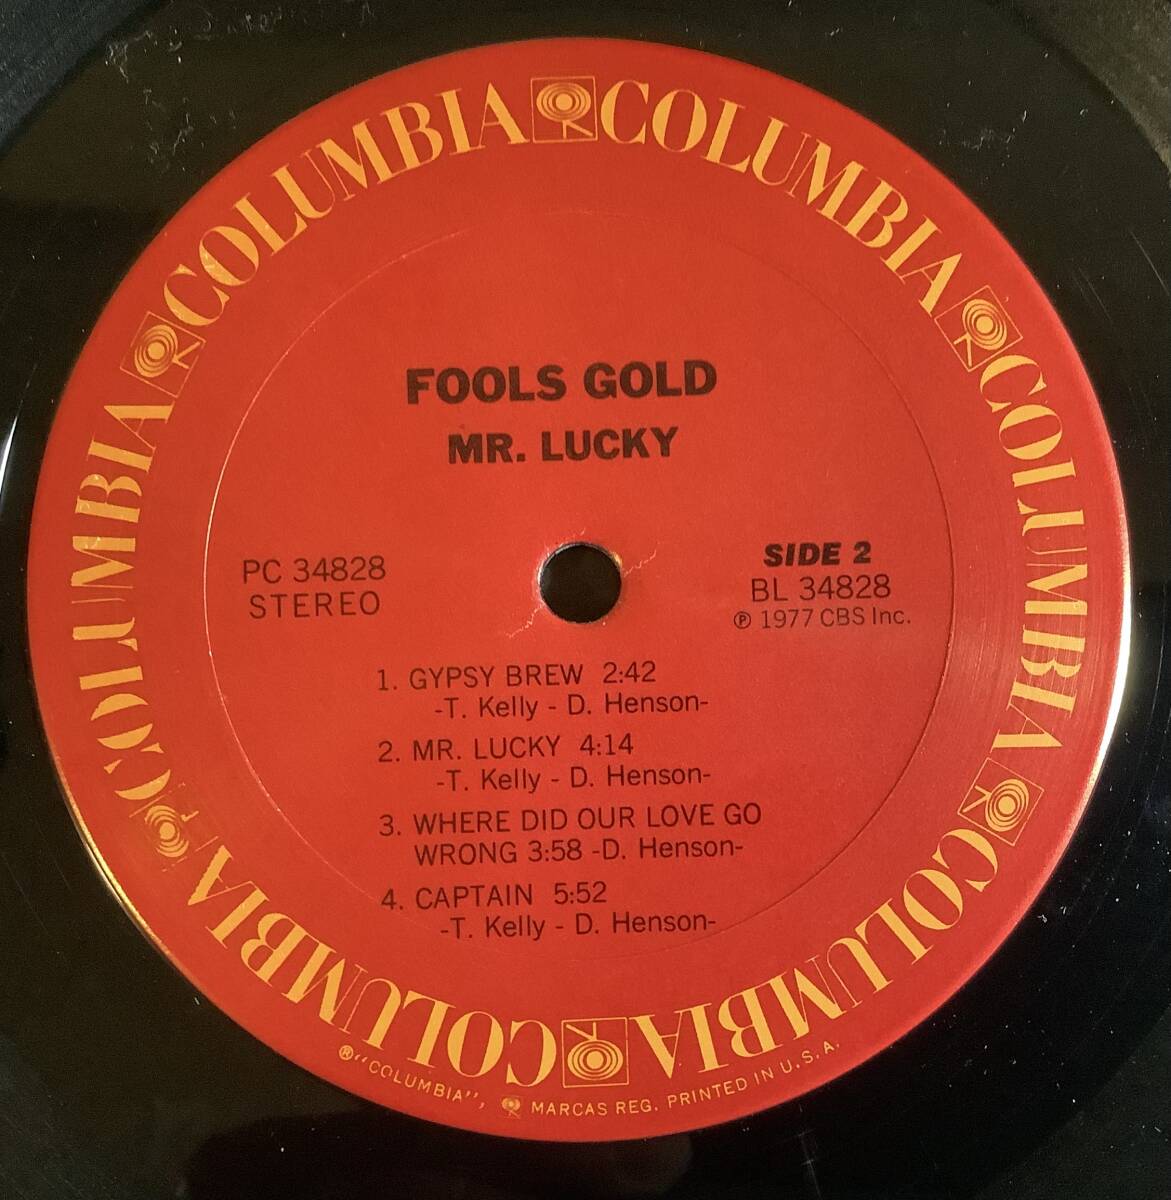 COLUMBIA COLUMBIA COLUMBIA COLUMBIA COLUMBIA COLUMBIA
FOOLS GOLD
MR. LUCKY
PC 34828
STEREO
SIDE 2
BL 34828
℗ 1977 CBS Inc.
1. GYPSY BREW 2:42
-T. Kelly - D. Henson-
2. MR. LUCKY 4:14
-T. Kelly - D. Henson-
3. WHERE DID OUR LOVE GO
WRONG 3:58 -D. Henson-
4. CAPTAIN 5:52
-T. Kelly - D. Henson-
® "COLUMBIA", MARCAS REG. PRINTED IN U.S.A.